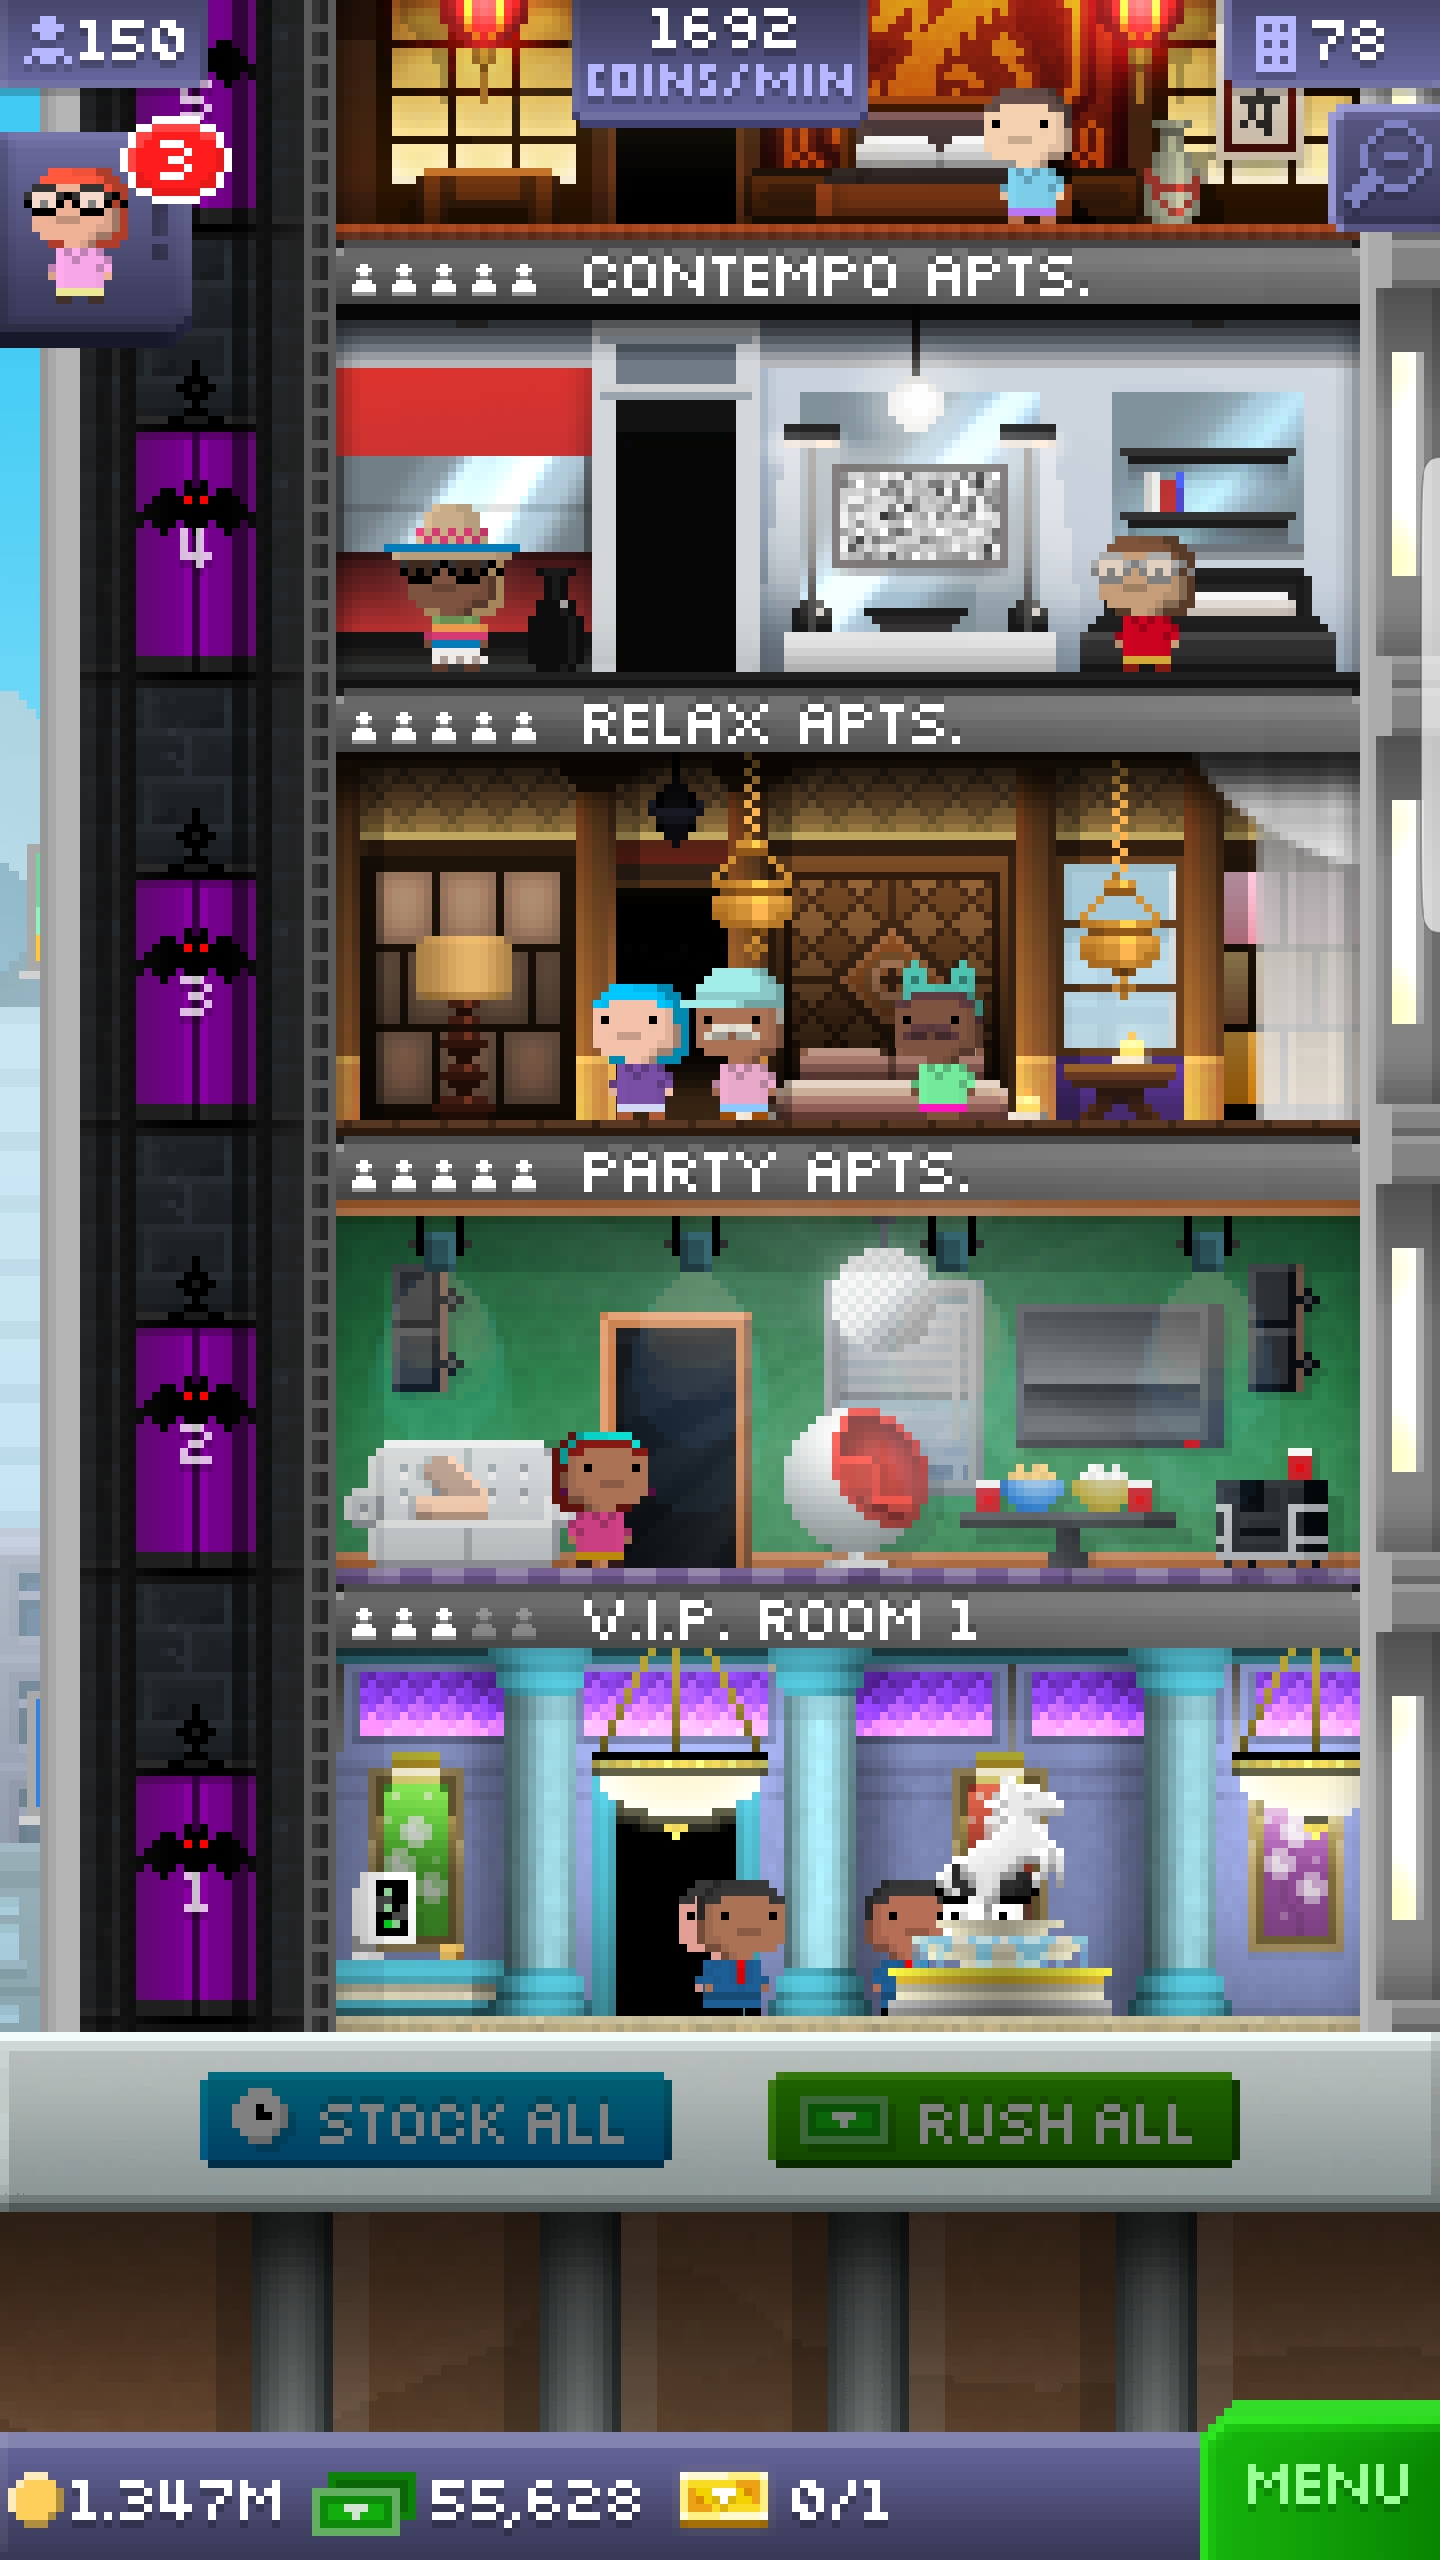 150
1692
COINS/MIN
78
5
3
CONTEMPO APTS.
4
RELAX APTS.
3
PARTY APTS.
2
V.I.P. ROOM 1
1
STOCK ALL
RUSH ALL
1.347M
55,628
0/1
MENU